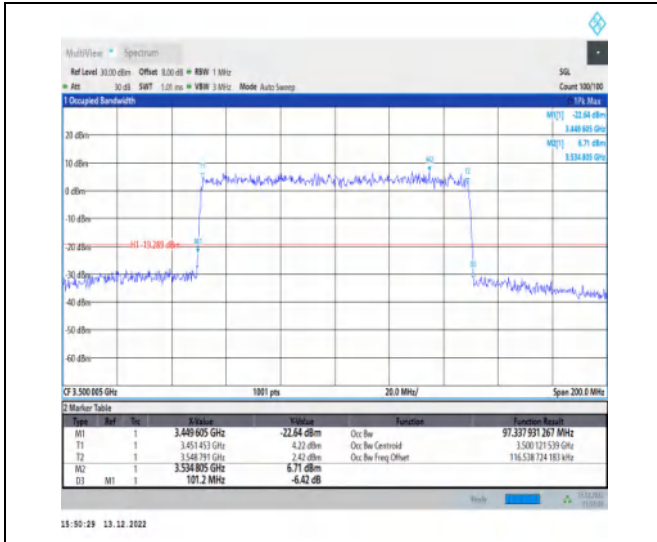 MultiView Spectrum
Ref Level 30.00 dBm Offset 8.00 dB RBW 1 MHz SGL
Att 30 dB SWT 1.01 ms VBW 3 MHz Mode Auto Sweep Count 100/100
1 Occupied Bandwidth 1Pk Max
M1[1] -22.64 dBm
3.449 605 GHz
M2[1] 6.71 dBm
3.534 805 GHz
20 dBm
M2
T1
T2
10 dBm
0 dBm
-10 dBm
-20 dBm
H1 -19.289 dBm
M1
D3
-30 dBm
-40 dBm
-50 dBm
-60 dBm
CF 3.500 005 GHz 1001 pts 20.0 MHz/ Span 200.0 MHz
2 Marker Table
Type Ref Trc X-Value Y-Value Function Function Result
M1 1 3.449 605 GHz -22.64 dBm Occ Bw 97.337 931 267 MHz
T1 1 3.451 453 GHz 4.22 dBm Occ Bw Centroid 3.500 121 539 GHz
T2 1 3.548 791 GHz 2.42 dBm Occ Bw Freq Offset 116.538 724 183 kHz
M2 1 3.534 805 GHz 6.71 dBm
D3 M1 1 101.2 MHz -6.42 dB
Ready
15:50:29 13.12.2022